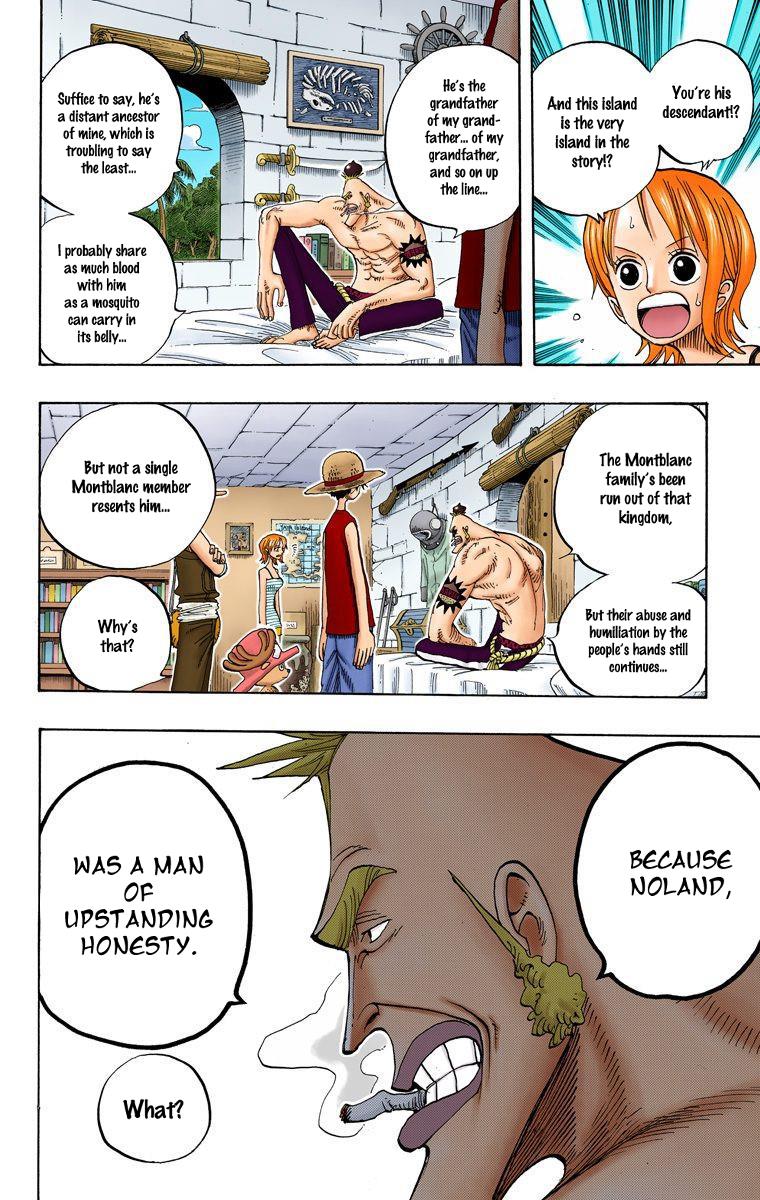 You're his
descendant!?
And this island
is the very
island in the
story!?
He's the
grandfather
of my grand-
father... of my
grandfather,
and so on up
the line...
Suffice to say, he's
a distant ancestor
of mine, which is
troubling to say
the least...
I probably share
as much blood
with him
as a mosquito
can carry in
its belly...
The Montblanc
family's been
run out of that
kingdom,
But their abuse and
humiliation by the
people's hands still
continues...
But not a single
Montblanc member
resents him...
Why's
that?
BECAUSE
NOLAND,
WAS A MAN
OF
UPSTANDING
HONESTY.
What?